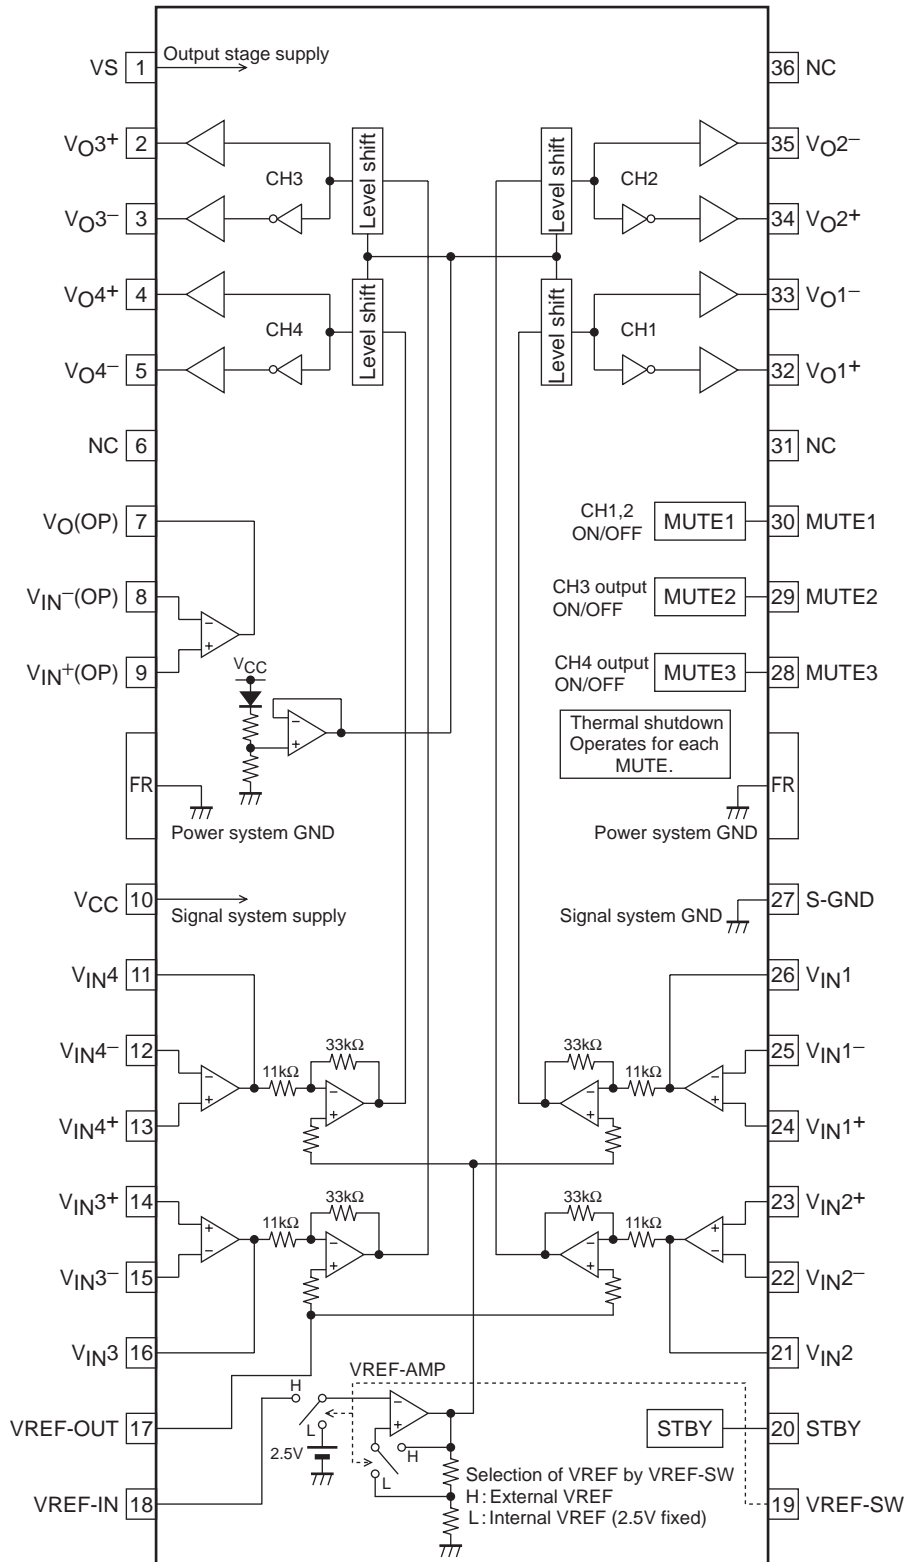 VS 1 Output stage supply
36 NC
VO3+ 2
Level shift
Level shift
35 VO2−
CH3
CH2
VO3− 3
34 VO2+
VO4+ 4
Level shift
Level shift
33 VO1−
CH4
CH1
VO4− 5
32 VO1+
NC 6
31 NC
VO(OP) 7
CH1,2
ON/OFF
MUTE1
30 MUTE1
VIN−(OP) 8
−
+
CH3 output
ON/OFF
MUTE2
29 MUTE2
VIN+(OP) 9
VCC
−
+
CH4 output
ON/OFF
MUTE3
28 MUTE3
Thermal shutdown
Operates for each
MUTE.
FR
Power system GND
FR
Power system GND
VCC 10
Signal system supply
Signal system GND
27 S-GND
VIN4 11
26 VIN1
VIN4− 12
−
+
11kΩ
33kΩ
−
+
33kΩ
−
+
11kΩ
−
+
25 VIN1−
VIN4+ 13
24 VIN1+
VIN3+ 14
+
−
11kΩ
33kΩ
−
+
33kΩ
−
+
11kΩ
+
−
23 VIN2+
VIN3− 15
22 VIN2−
VIN3 16
21 VIN2
VREF-AMP
H
L
−
+
VREF-OUT 17
STBY
20 STBY
2.5V
H
L
VREF-IN 18
Selection of VREF by VREF-SW
H : External VREF
L : Internal VREF (2.5V fixed)
19 VREF-SW